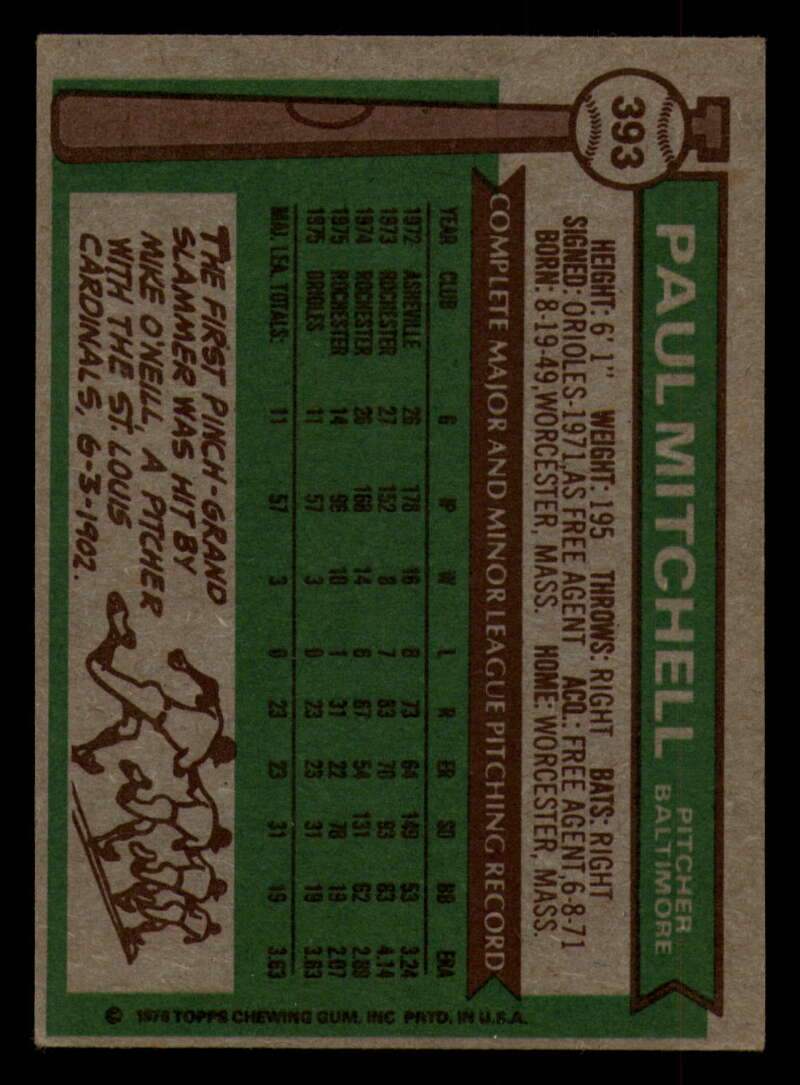 393
PAUL MITCHELL
PITCHER
BALTIMORE
HEIGHT: 6' 1" WEIGHT: 195 THROWS: RIGHT BATS: RIGHT
SIGNED: ORIOLES-1971, AS FREE AGENT ACQ.: FREE AGENT, 6-8-71
BORN: 8-19-49, WORCESTER, MASS. HOME: WORCESTER, MASS.
COMPLETE MAJOR AND MINOR LEAGUE PITCHING RECORD
YEAR CLUB G IP W L R ER SO BB ERA
1972 ASHEVILLE 26 178 16 8 73 64 149 53 3.24
1973 ROCHESTER 27 152 8 7 83 70 93 83 4.14
1974 ROCHESTER 26 168 14 6 67 54 131 62 2.89
1975 ROCHESTER 14 96 10 1 31 22 78 19 2.07
1975 ORIOLES 11 57 3 0 23 23 31 19 3.63
MAJ. LEA. TOTALS: 11 57 3 0 23 23 31 19 3.63
THE FIRST PINCH-GRAND
SLAMMER WAS HIT BY
MIKE O'NEILL, A PITCHER
WITH THE ST. LOUIS
CARDINALS, 6-3-1902.
© 1976 TOPPS CHEWING GUM, INC PRTD. IN U.S.A.